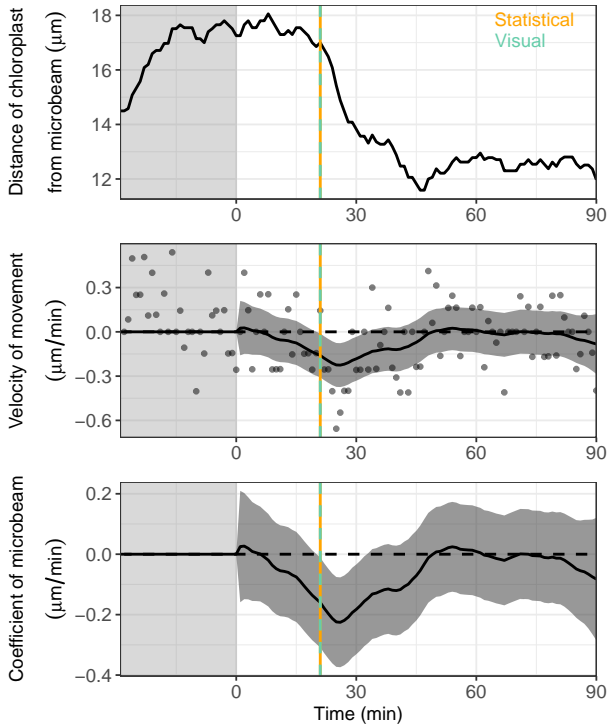 Distance of chloroplast
from microbeam (μm)
18
16
14
12
Statistical
Visual
0 30 60 90
Velocity of movement
(μm/min)
0.3
0.0
−0.3
−0.6
0 30 60 90
Coefficient of microbeam
(μm/min)
0.2
0.0
−0.2
−0.4
0 30 60 90
Time (min)